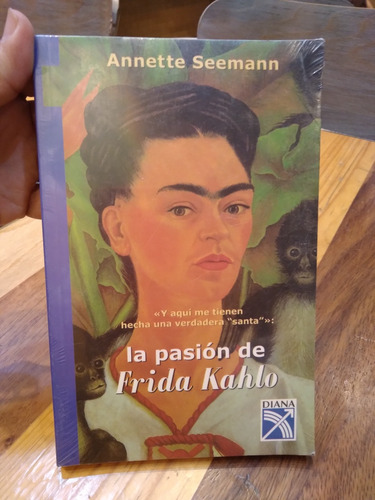 Annette Seemann
«Y aquí me tienen
hecha una verdadera "santa"»:
la pasión de
Frida Kahlo
DIANA